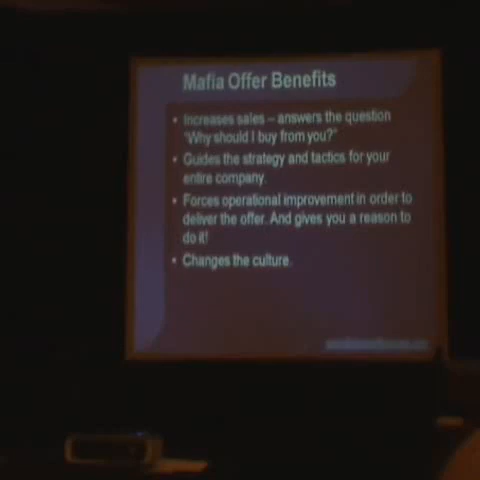 Mafia Offer Benefits
• Increases sales – answers the question
"Why should I buy from you?"
• Guides the strategy and tactics for your
entire company.
• Forces operational improvement in order to
deliver the offer. And gives you a reason to
do it!
• Changes the culture.